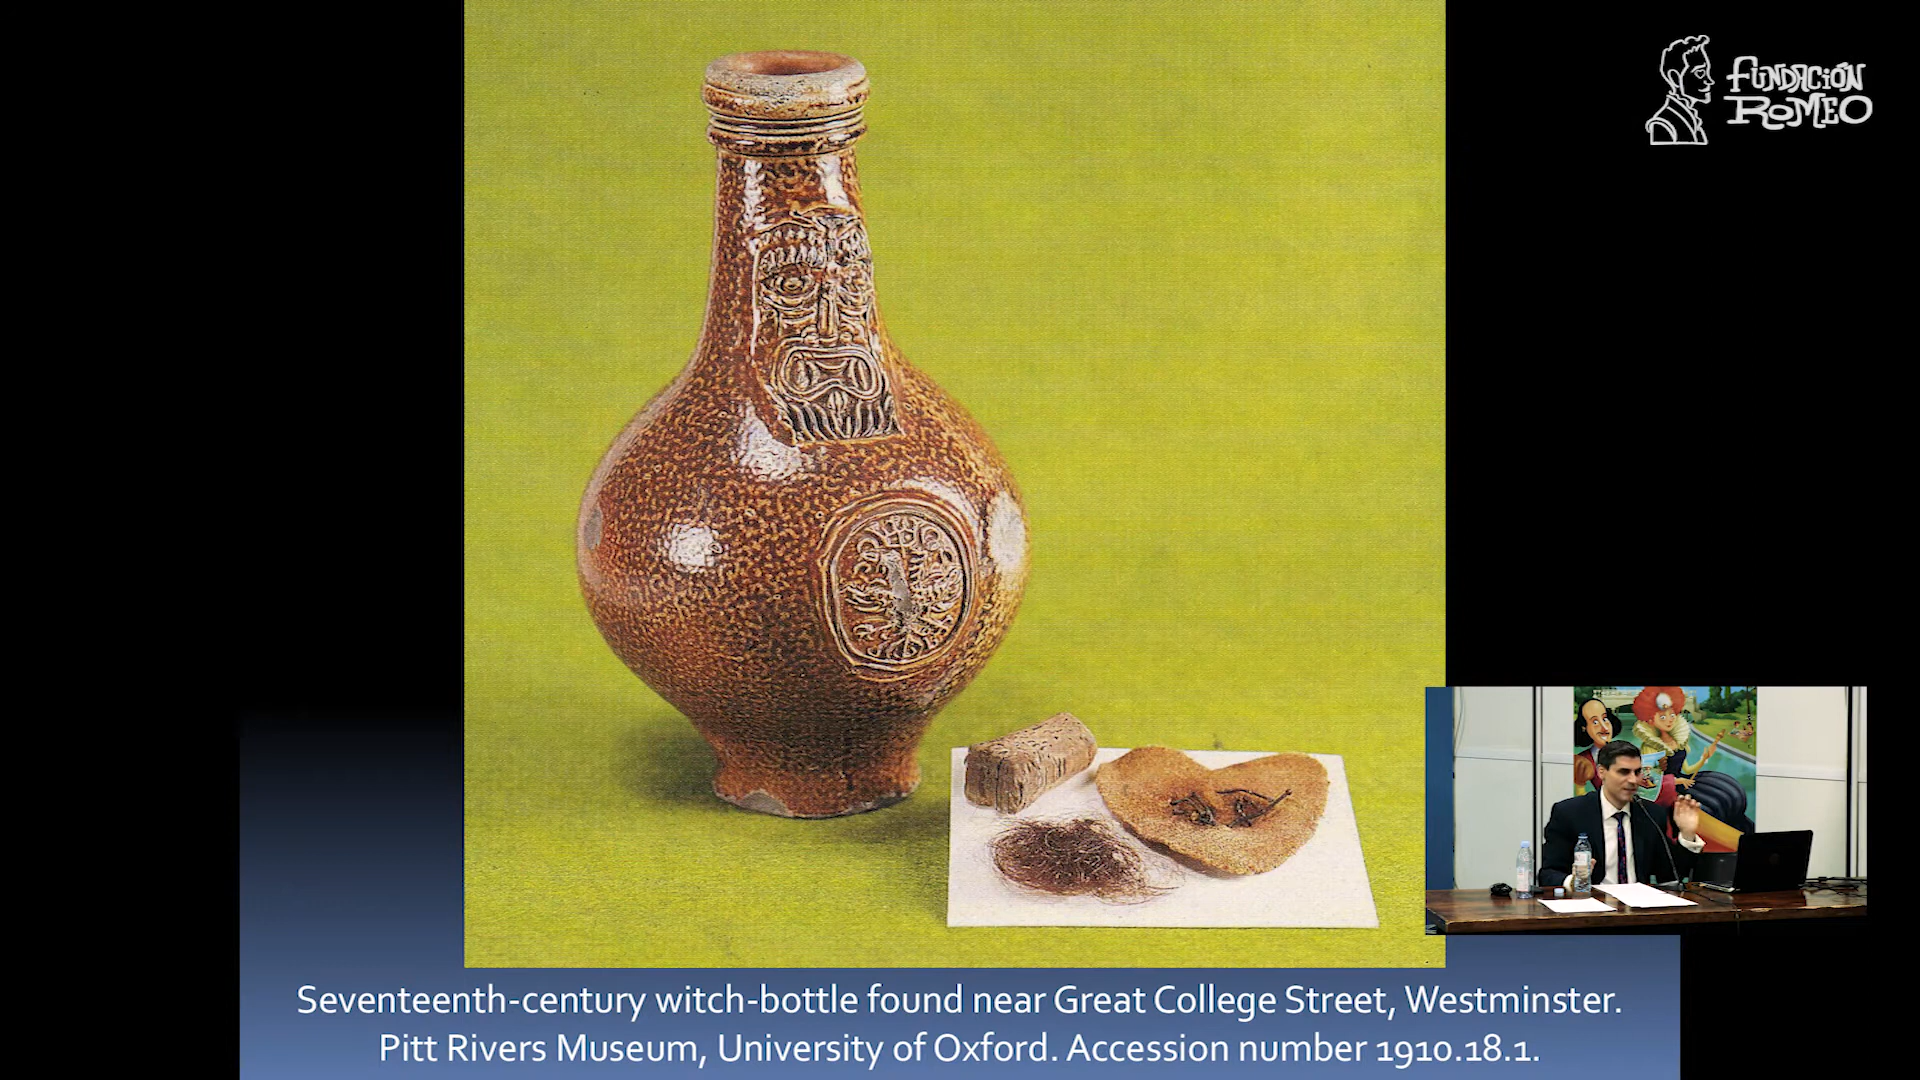 FUNDACIÓN
ROMEO
Seventeenth-century witch-bottle found near Great College Street, Westminster.
Pitt Rivers Museum, University of Oxford. Accession number 1910.18.1.